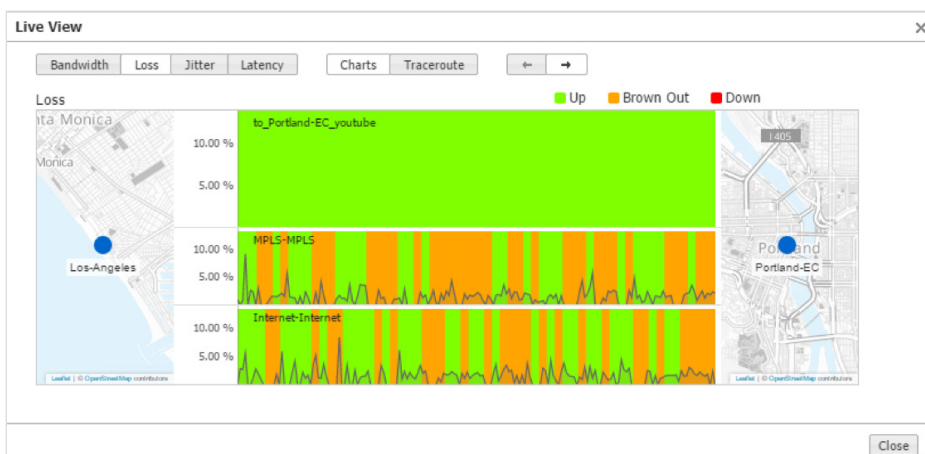 Live View
Bandwidth Loss Jitter Latency Charts Traceroute ← →
Loss Up Brown Out Down
nta Monica
Monica
Los-Angeles
Leaflet | © OpenStreetMap contributors
to_Portland-EC_youtube
10.00 %
5.00 %
MPLS-MPLS
10.00 %
5.00 %
Internet-Internet
10.00 %
5.00 %
I 405
Portland
Portland-EC
Leaflet | © OpenStreetMap contributors
Close